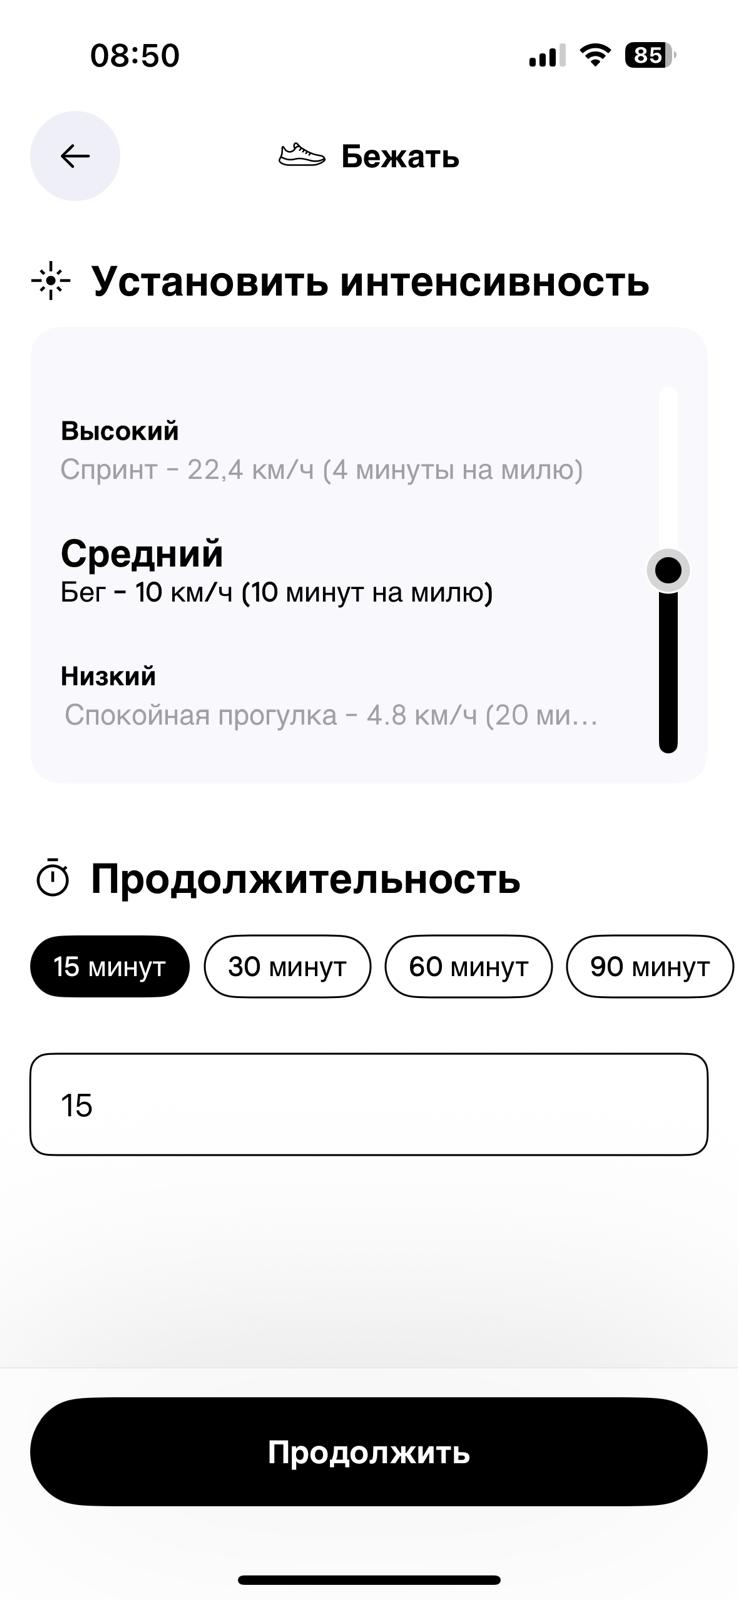 08:50
85
Бежать
Установить интенсивность
Высокий
Спринт – 22,4 км/ч (4 минуты на милю)
Средний
Бег – 10 км/ч (10 минут на милю)
Низкий
Спокойная прогулка – 4.8 км/ч (20 ми...
Продолжительность
15 минут 30 минут 60 минут 90 минут
15
Продолжить